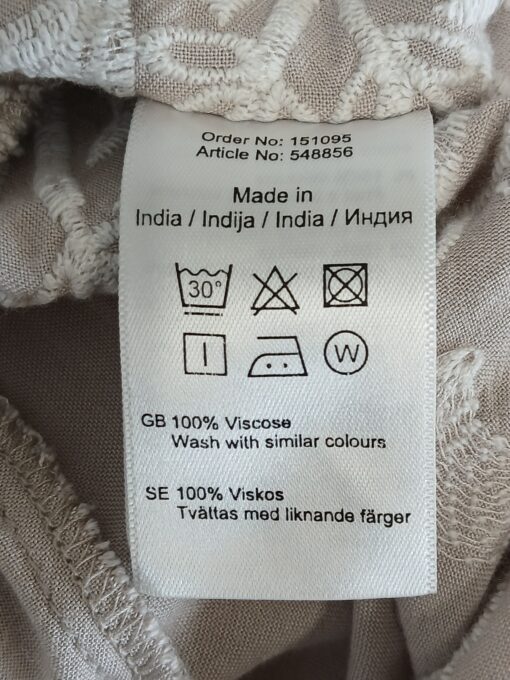 Order No: 151095
Article No: 548856
Made in
India / Indija / India / Индия
30°
W
GB 100% Viscose
Wash with similar colours
SE 100% Viskos
Tvättas med liknande färger